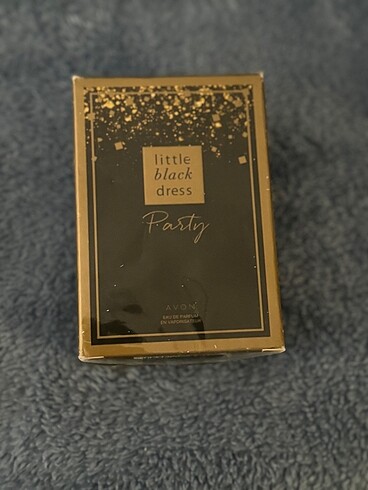 little
black
dress
Party
AVON
EAU DE PARFUM
EN VAPORISATEUR